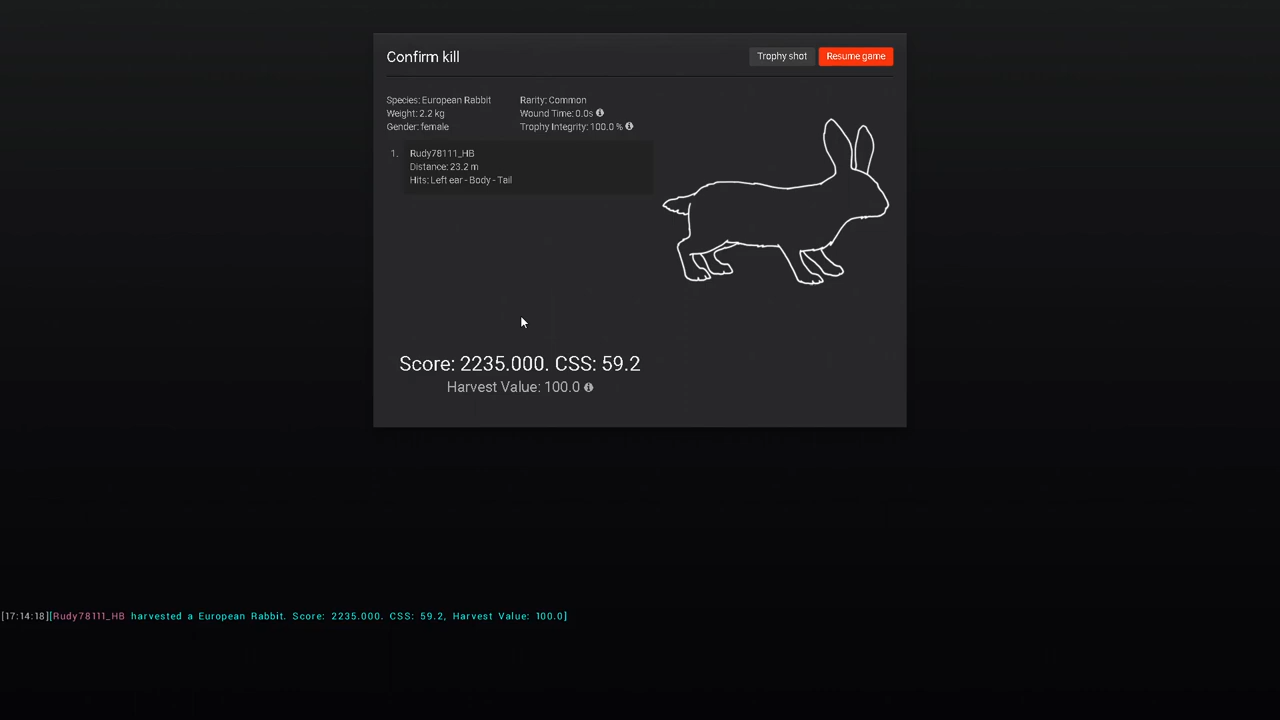 Confirm kill
Trophy shot
Resume game
Species: European Rabbit
Weight: 2.2 kg
Gender: female
Rarity: Common
Wound Time: 0.0s
Trophy Integrity: 100.0 %
1.
Rudy78111_HB
Distance: 23.2 m
Hits: Left ear - Body - Tail
Score: 2235.000. CSS: 59.2
Harvest Value: 100.0
[17:14:18][Rudy78111_HB harvested a European Rabbit. Score: 2235.000. CSS: 59.2, Harvest Value: 100.0]